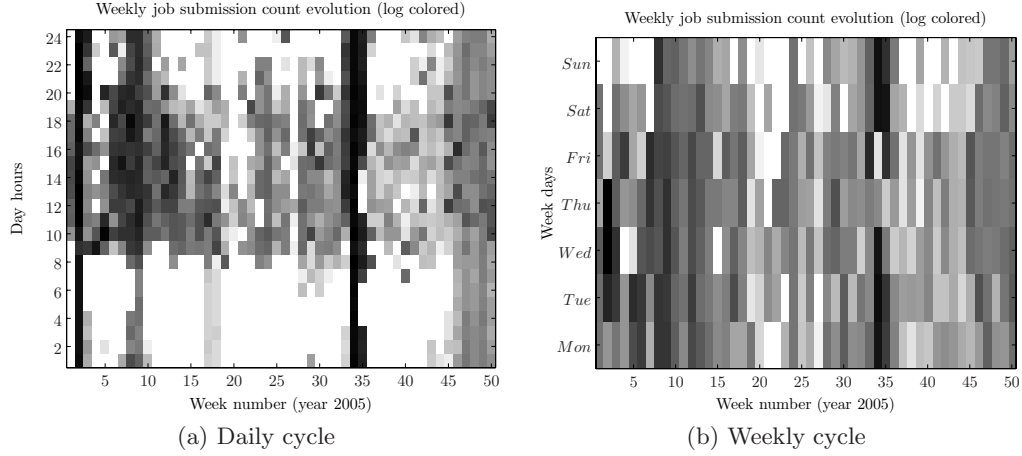 Weekly job submission count evolution (log colored)
24
22
20
18
16
14
12
10
8
6
4
2
Day hours
5 10 15 20 25 30 35 40 45 50
Week number (year 2005)
(a) Daily cycle
Weekly job submission count evolution (log colored)
Sun
Sat
Fri
Thu
Wed
Tue
Mon
Week days
5 10 15 20 25 30 35 40 45 50
Week number (year 2005)
(b) Weekly cycle